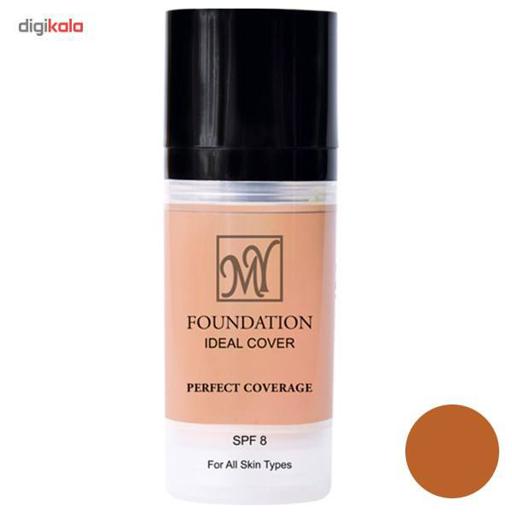 digikala
MY
FOUNDATION
IDEAL COVER
PERFECT COVERAGE
SPF 8
For All Skin Types